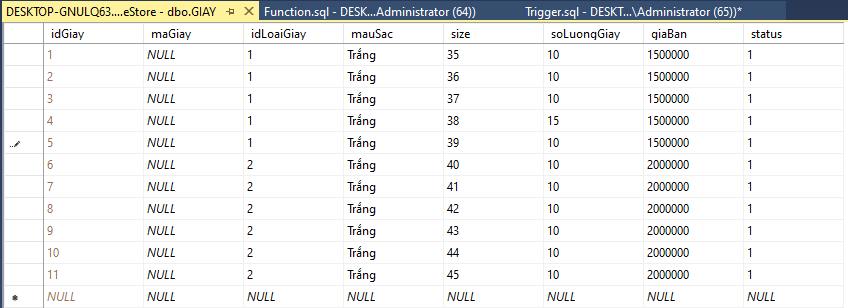 DESKTOP-GNULQ63....eStore - dbo.GIAY Function.sql - DESK...Administrator (64)) Trigger.sql - DESKT...\Administrator (65))*
idGiay maGiay idLoaiGiay mauSac size soLuongGiay giaBan status
1 NULL 1 Trắng 35 10 1500000 1
2 NULL 1 Trắng 36 10 1500000 1
3 NULL 1 Trắng 37 10 1500000 1
4 NULL 1 Trắng 38 15 1500000 1
5 NULL 1 Trắng 39 10 1500000 1
6 NULL 2 Trắng 40 10 2000000 1
7 NULL 2 Trắng 41 10 2000000 1
8 NULL 2 Trắng 42 10 2000000 1
9 NULL 2 Trắng 43 10 2000000 1
10 NULL 2 Trắng 44 10 2000000 1
11 NULL 2 Trắng 45 10 2000000 1
NULL NULL NULL NULL NULL NULL NULL NULL